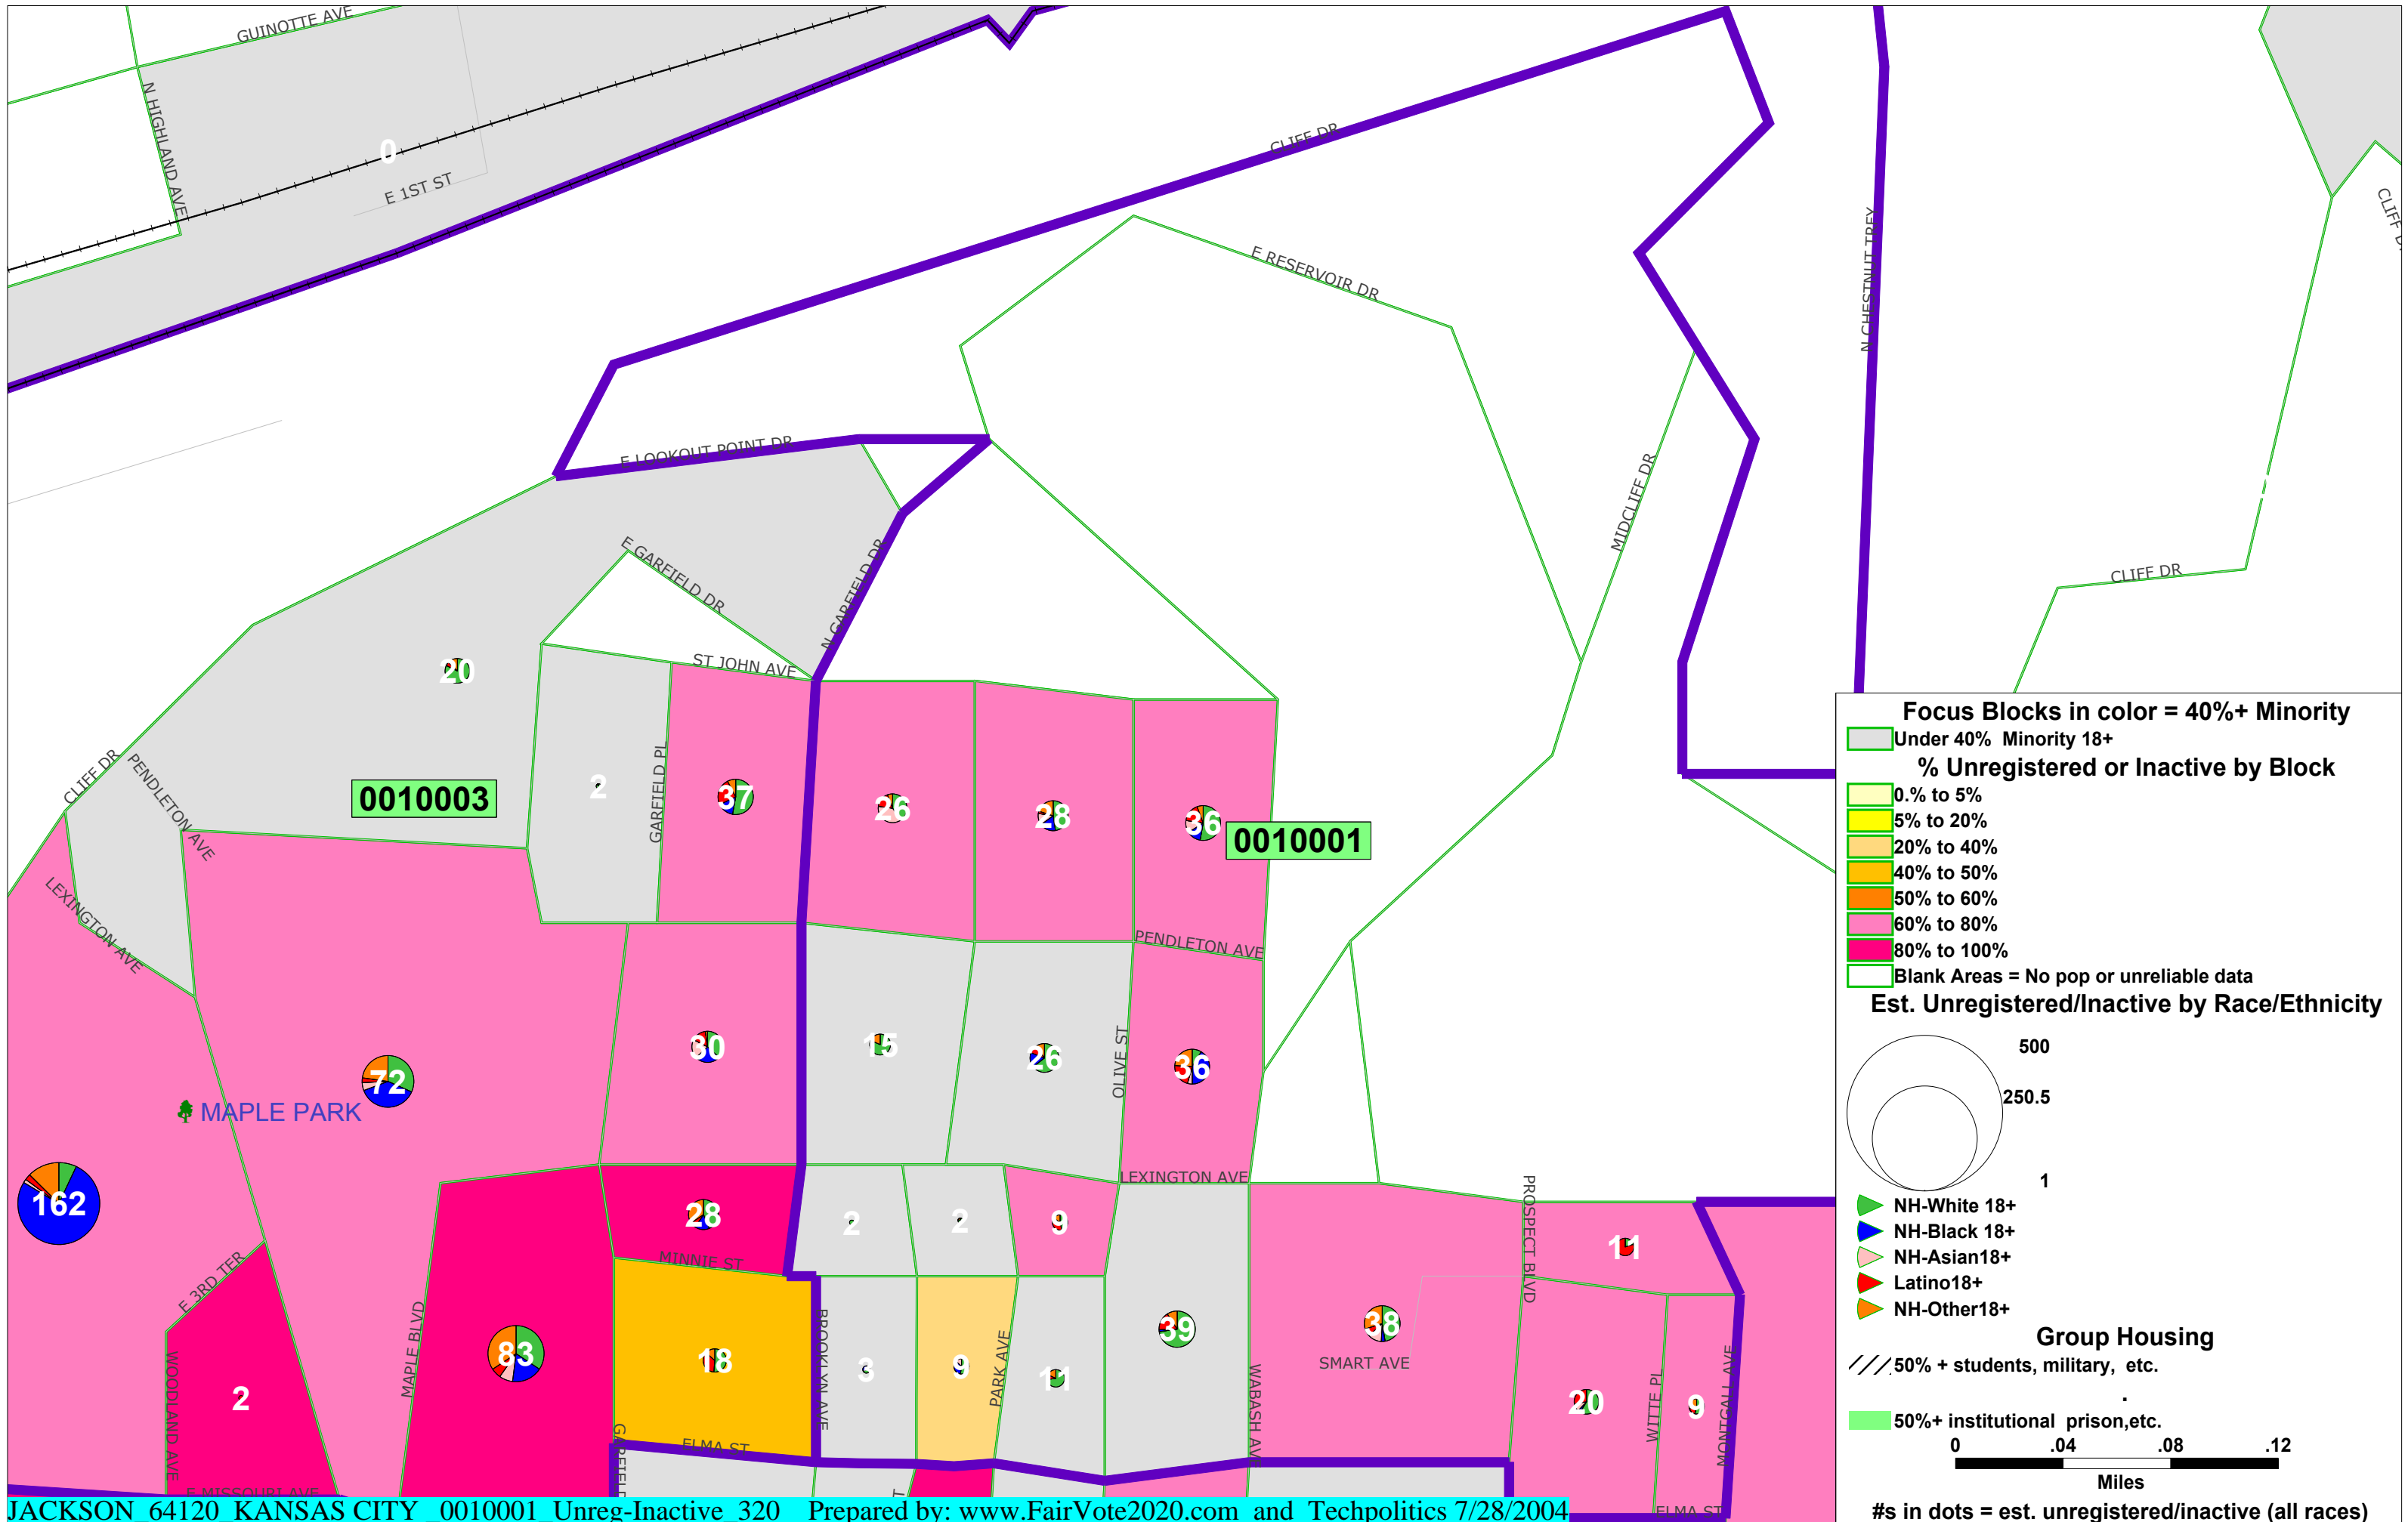 GUINOTTE AVE
N HIGHLAND AVE
0
E 1ST ST
CLIFF DR
E RESERVOIR DR
N CHESTNUT TRFY
CLIFF D
E LOOKOUT POINT DR
MIDCLIFF DR
E GARFIELD DR
N GARFIELD DR
CLIFF DR
ST JOHN AVE
20
CLIFF DR
PENDLETON AVE
0010003
2
GARFIELD PL
37
26
28
36
0010001
LEXINGTON AVE
PENDLETON AVE
30
15
26
OLIVE ST
36
72
MAPLE PARK
162
LEXINGTON AVE
PROSPECT BLVD
28
2
2
9
11
MINNIE ST
E 3RD TER
MAPLE BLVD
BROOKLYN AVE
PARK AVE
39
38
SMART AVE
83
18
3
9
11
WOODLAND AVE
2
WABASH AVE
20
WITTE PL
9
MONTGALL AVE
GARFIELD
ELMA ST
E MISSOURI AVE
T
ELMA ST
Focus Blocks in color = 40%+ Minority
Under 40% Minority 18+
% Unregistered or Inactive by Block
0.% to 5%
5% to 20%
20% to 40%
40% to 50%
50% to 60%
60% to 80%
80% to 100%
Blank Areas = No pop or unreliable data
Est. Unregistered/Inactive by Race/Ethnicity
500
250.5
1
NH-White 18+
NH-Black 18+
NH-Asian18+
Latino18+
NH-Other18+
Group Housing
50% + students, military, etc.
.
50%+ institutional prison,etc.
0 .04 .08 .12
Miles
#s in dots = est. unregistered/inactive (all races)
JACKSON 64120 KANSAS CITY 0010001 Unreg-Inactive 320 Prepared by: www.FairVote2020.com and Techpolitics 7/28/2004